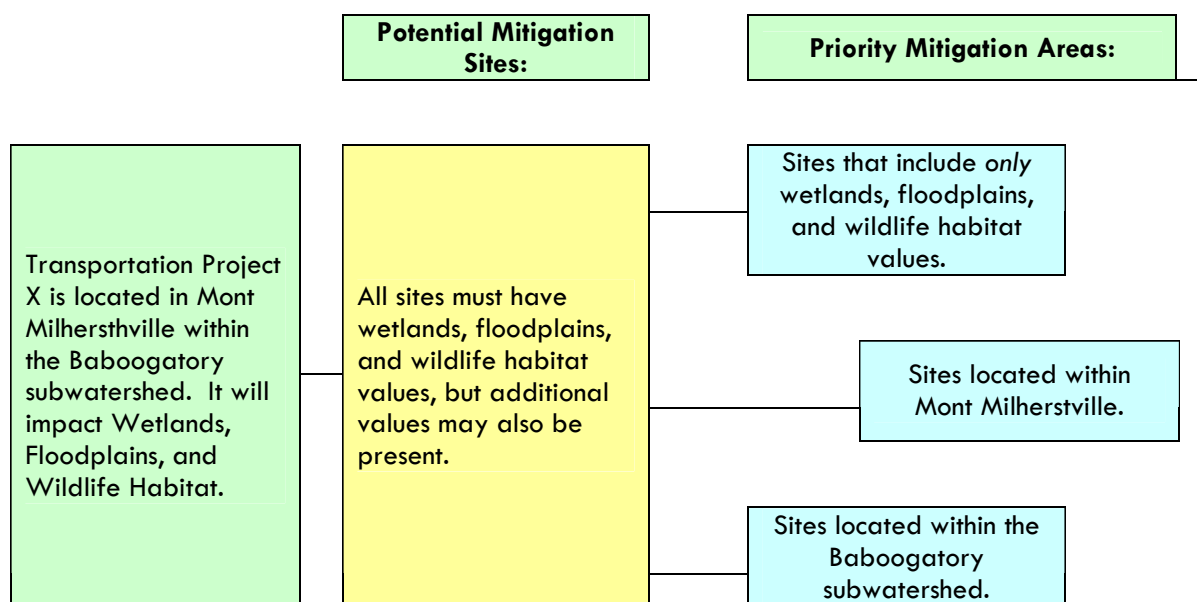 Potential Mitigation
Sites:
Priority Mitigation Areas:
Transportation Project
X is located in Mont
Milhersthville within
the Baboogatory
subwatershed. It will
impact Wetlands,
Floodplains, and
Wildlife Habitat.
All sites must have
wetlands, floodplains,
and wildlife habitat
values, but additional
values may also be
present.
Sites that include only
wetlands, floodplains,
and wildlife habitat
values.
Sites located within
Mont Milherstville.
Sites located within the
Baboogatory
subwatershed.